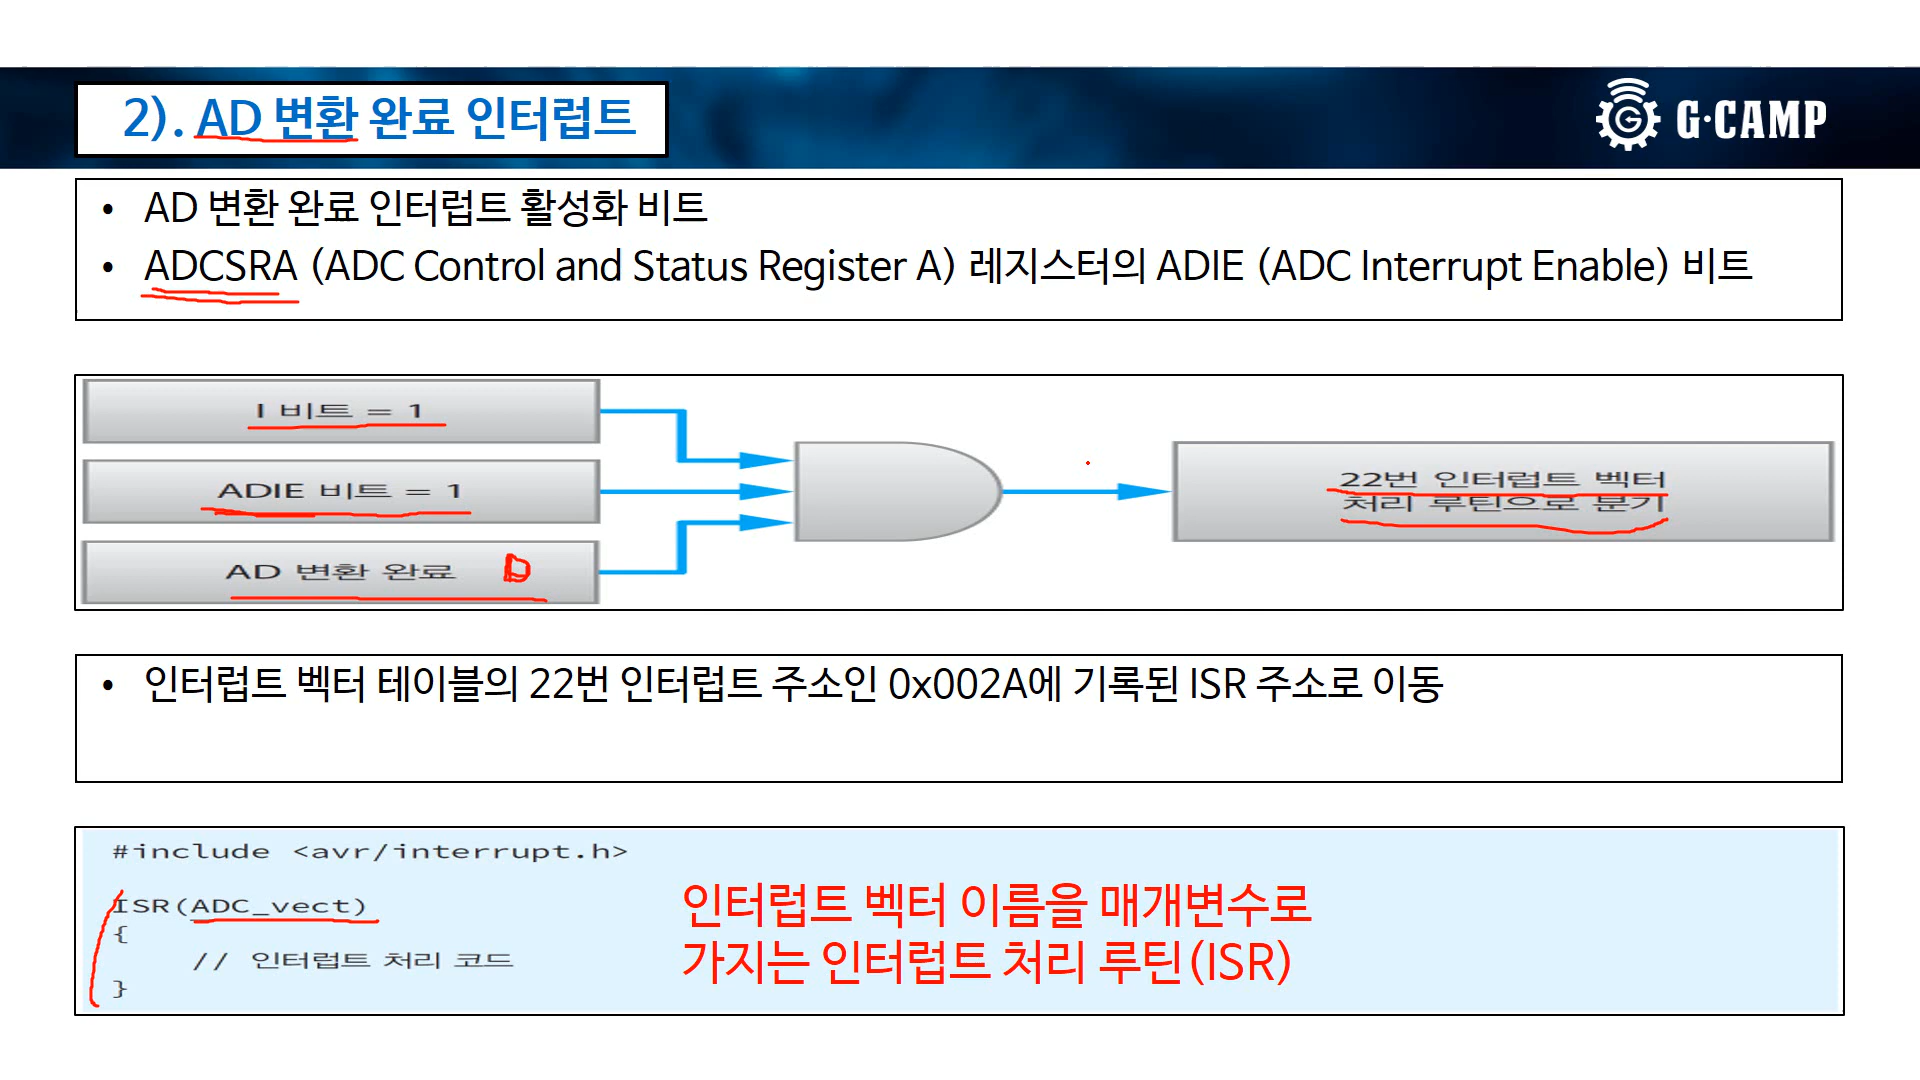 2). AD 변환 완료 인터럽트
G·CAMP
• AD 변환 완료 인터럽트 활성화 비트
• ADCSRA (ADC Control and Status Register A) 레지스터의 ADIE (ADC Interrupt Enable) 비트
I 비트 = 1
ADIE 비트 = 1
AD 변환 완료
22번 인터럽트 벡터
처리 루틴으로 분기
• 인터럽트 벡터 테이블의 22번 인터럽트 주소인 0x002A에 기록된 ISR 주소로 이동
#include <avr/interrupt.h>
ISR(ADC_vect)
{
// 인터럽트 처리 코드
}
인터럽트 벡터 이름을 매개변수로
가지는 인터럽트 처리 루틴(ISR)